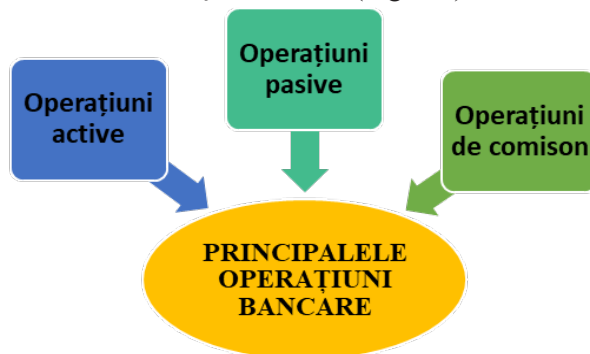 Operațiuni
active
Operațiuni
pasive
Operațiuni
de comison
PRINCIPALELE
OPERAȚIUNI
BANCARE